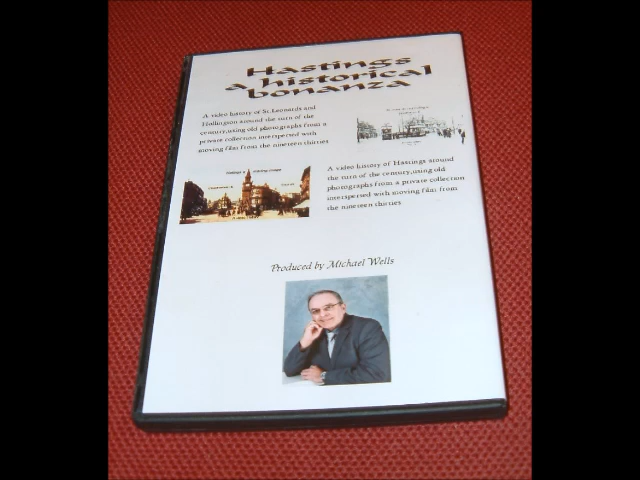 Hastings
a historical
bonanza
A video history of St.Leonards and
Hollington around the turn of the
century,using old photographs from a
private collection interspersed with
moving film from the nineteen thirties
A video history of Hastings around
the turn of the century,using old
photographs from a private collection
interspersed with moving film from
the nineteen thirties
Produced by Michael Wells